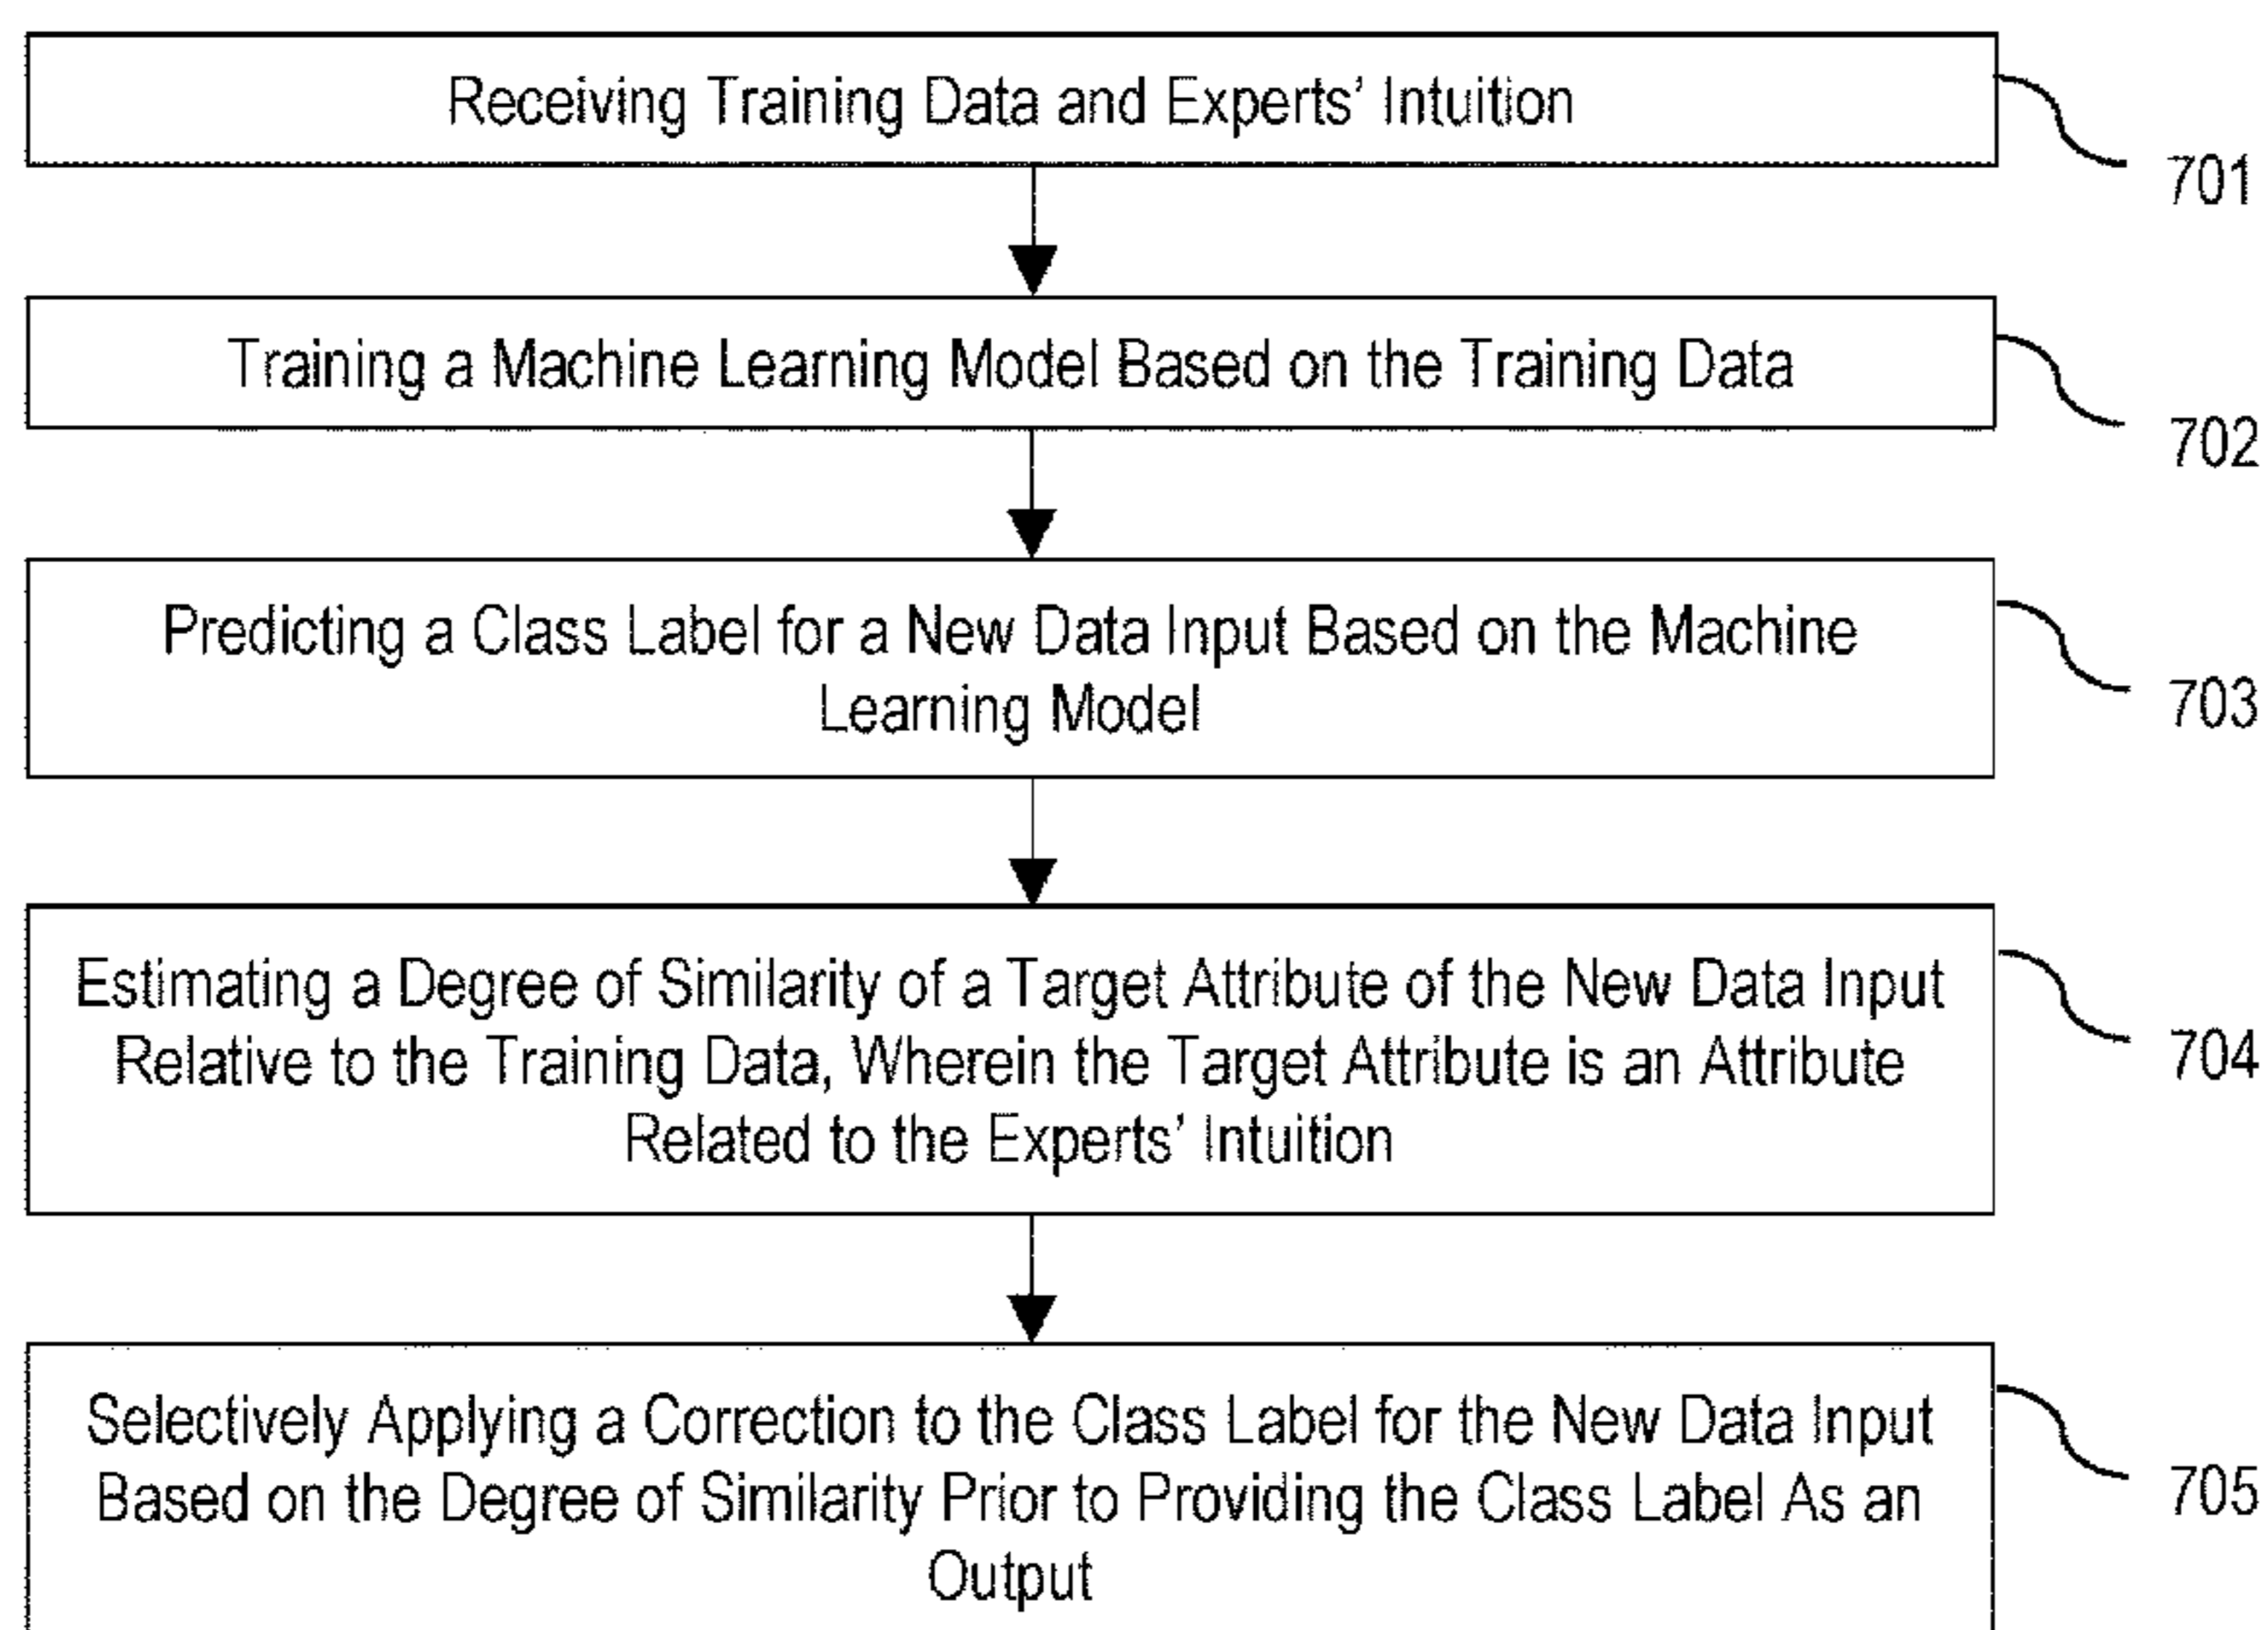 Receiving Training Data and Experts' Intuition
701
Training a Machine Learning Model Based on the Training Data
702
Predicting a Class Label for a New Data Input Based on the Machine
Learning Model
703
Estimating a Degree of Similarity of a Target Attribute of the New Data Input
Relative to the Training Data, Wherein the Target Attribute is an Attribute
Related to the Experts' Intuition
704
Selectively Applying a Correction to the Class Label for the New Data Input
Based on the Degree of Similarity Prior to Providing the Class Label As an
Output
705